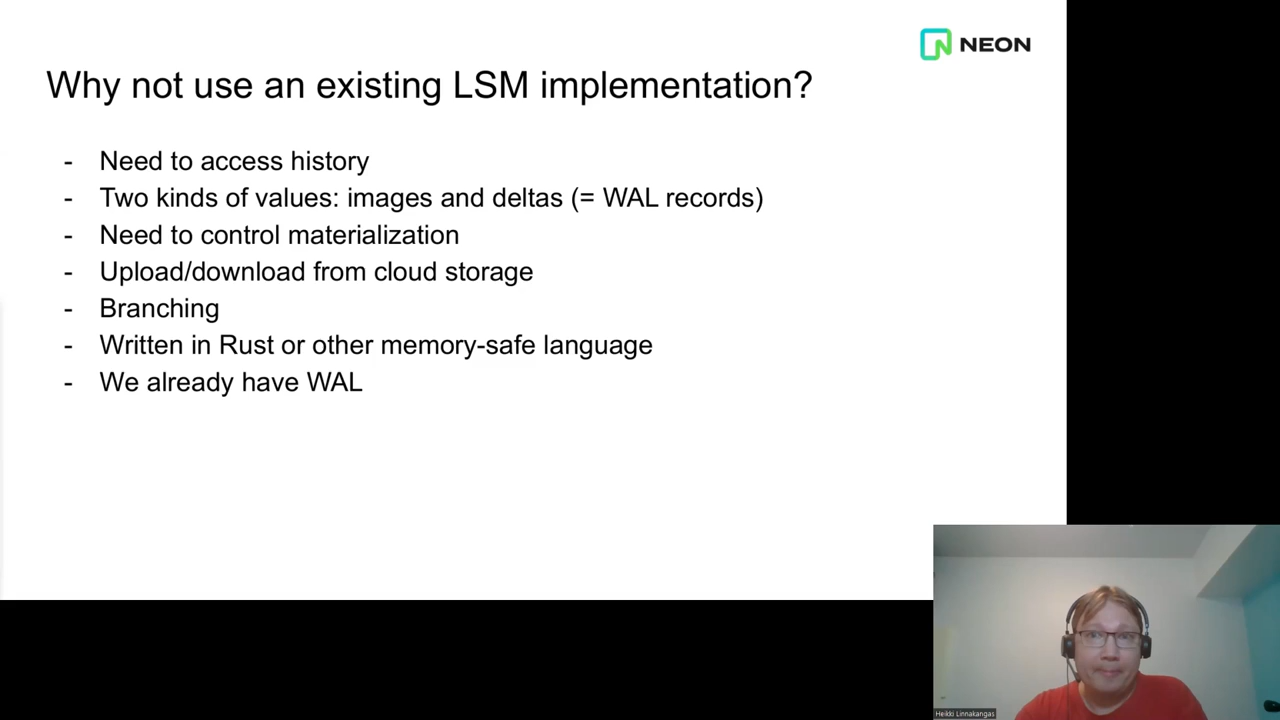 NEON
Why not use an existing LSM implementation?
- Need to access history
- Two kinds of values: images and deltas (= WAL records)
- Need to control materialization
- Upload/download from cloud storage
- Branching
- Written in Rust or other memory-safe language
- We already have WAL
Heikki Linnakangas